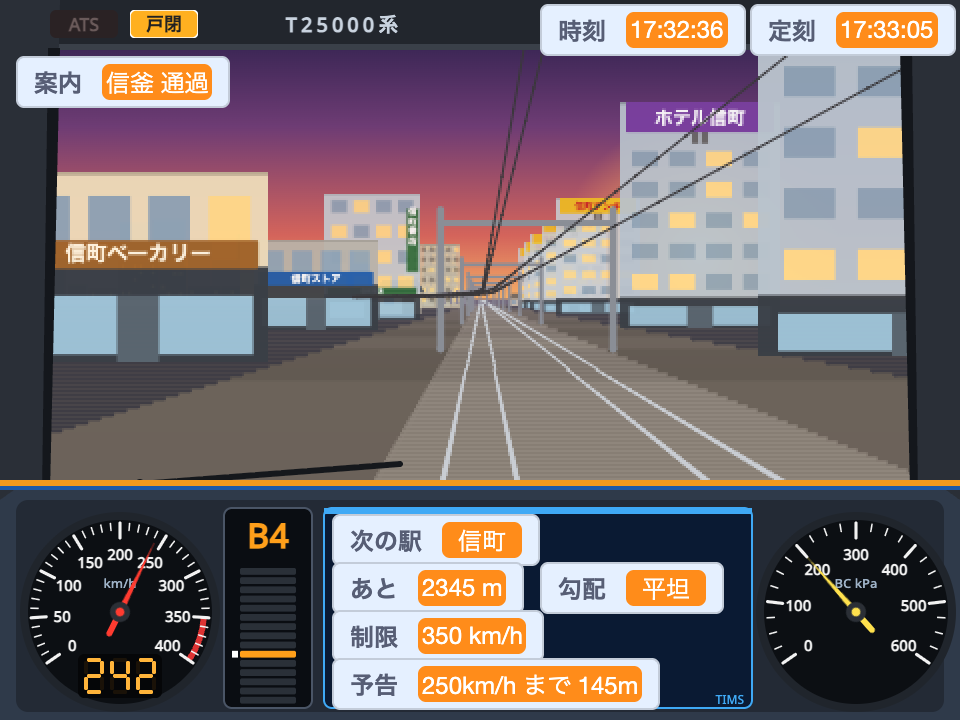 ATS 戸閉 T25000系 時刻 17:32:36 定刻 17:33:05
案内 信釜 通過
ホテル信町
信町ベーカリー
信町ストア
B4
次の駅 信町
あと 2345 m 勾配 平坦
制限 350 km/h
予告 250km/h まで 145m
TIMS
0 50 100 150 200 250 300 350 400
km/h
242
0 100 200 300 400 500 600
BC kPa